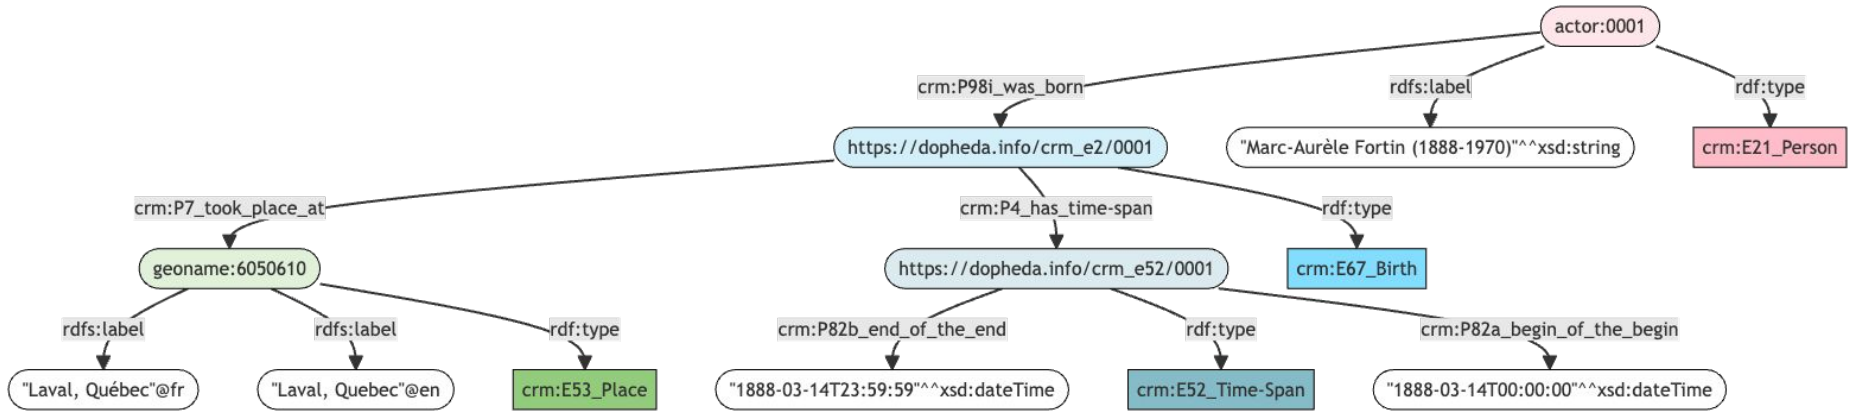 actor:0001
crm:P98i_was_born
rdfs:label
rdf:type
https://dopheda.info/crm_e2/0001
"Marc-Aurèle Fortin (1888-1970)"^^xsd:string
crm:E21_Person
crm:P7_took_place_at
crm:P4_has_time-span
rdf:type
geoname:6050610
https://dopheda.info/crm_e52/0001
crm:E67_Birth
rdfs:label
rdfs:label
rdf:type
crm:P82b_end_of_the_end
rdf:type
crm:P82a_begin_of_the_begin
"Laval, Québec"@fr
"Laval, Quebec"@en
crm:E53_Place
"1888-03-14T23:59:59"^^xsd:dateTime
crm:E52_Time-Span
"1888-03-14T00:00:00"^^xsd:dateTime